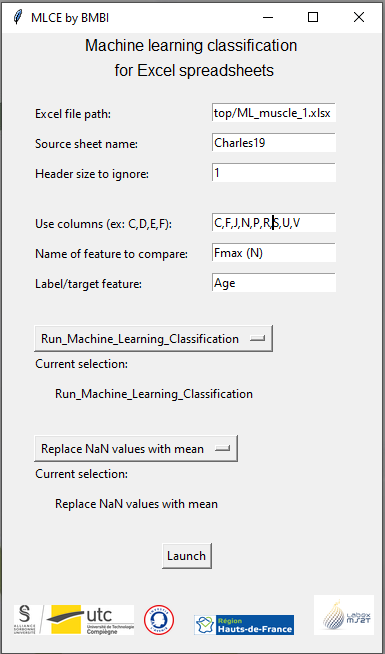 MLCE by BMBI
Machine learning classification
for Excel spreadsheets
Excel file path: top/ML_muscle_1.xlsx
Source sheet name: Charles19
Header size to ignore: 1
Use columns (ex: C,D,E,F): C,F,J,N,P,R,S,U,V
Name of feature to compare: Fmax (N)
Label/target feature: Age
Run_Machine_Learning_Classification
Current selection:
Run_Machine_Learning_Classification
Replace NaN values with mean
Current selection:
Replace NaN values with mean
Launch
ALLIANCE
SORBONNE
UNIVERSITÉ
utc
Université de Technologie
Compiègne
Région
Hauts-de-France
Labex
MS2T